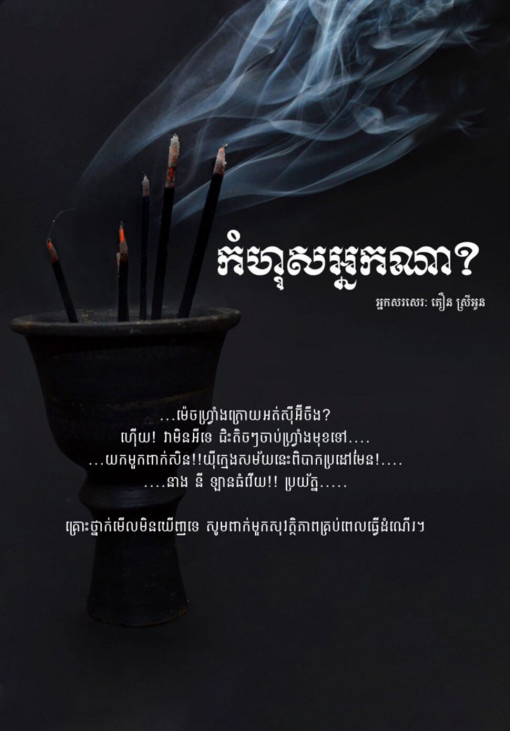 កំហុសអ្នកណា?
អ្នកសរសេរ: គឿន ស្រីអូន
...ម៉េចហ្វ្រាំងក្រោយអត់ស៊ីអ៊ីចឹង?
ហ៊ើយ! វាមិនអីទេ ជិះតិចៗចាប់ហ្វ្រាំងមុខទៅ....
...យកមួកពាក់សិន!!យ៉ីក្មេងសម័យនេះពិបាកប្រដៅមែន!....
....នាង នី ឡានធំវើយ!! ប្រយ័ត្ន.....
គ្រោះថ្នាក់មើលមិនឃើញទេ សូមពាក់មួកសុវត្ថិភាពគ្រប់ពេលធ្វើដំណើរ។